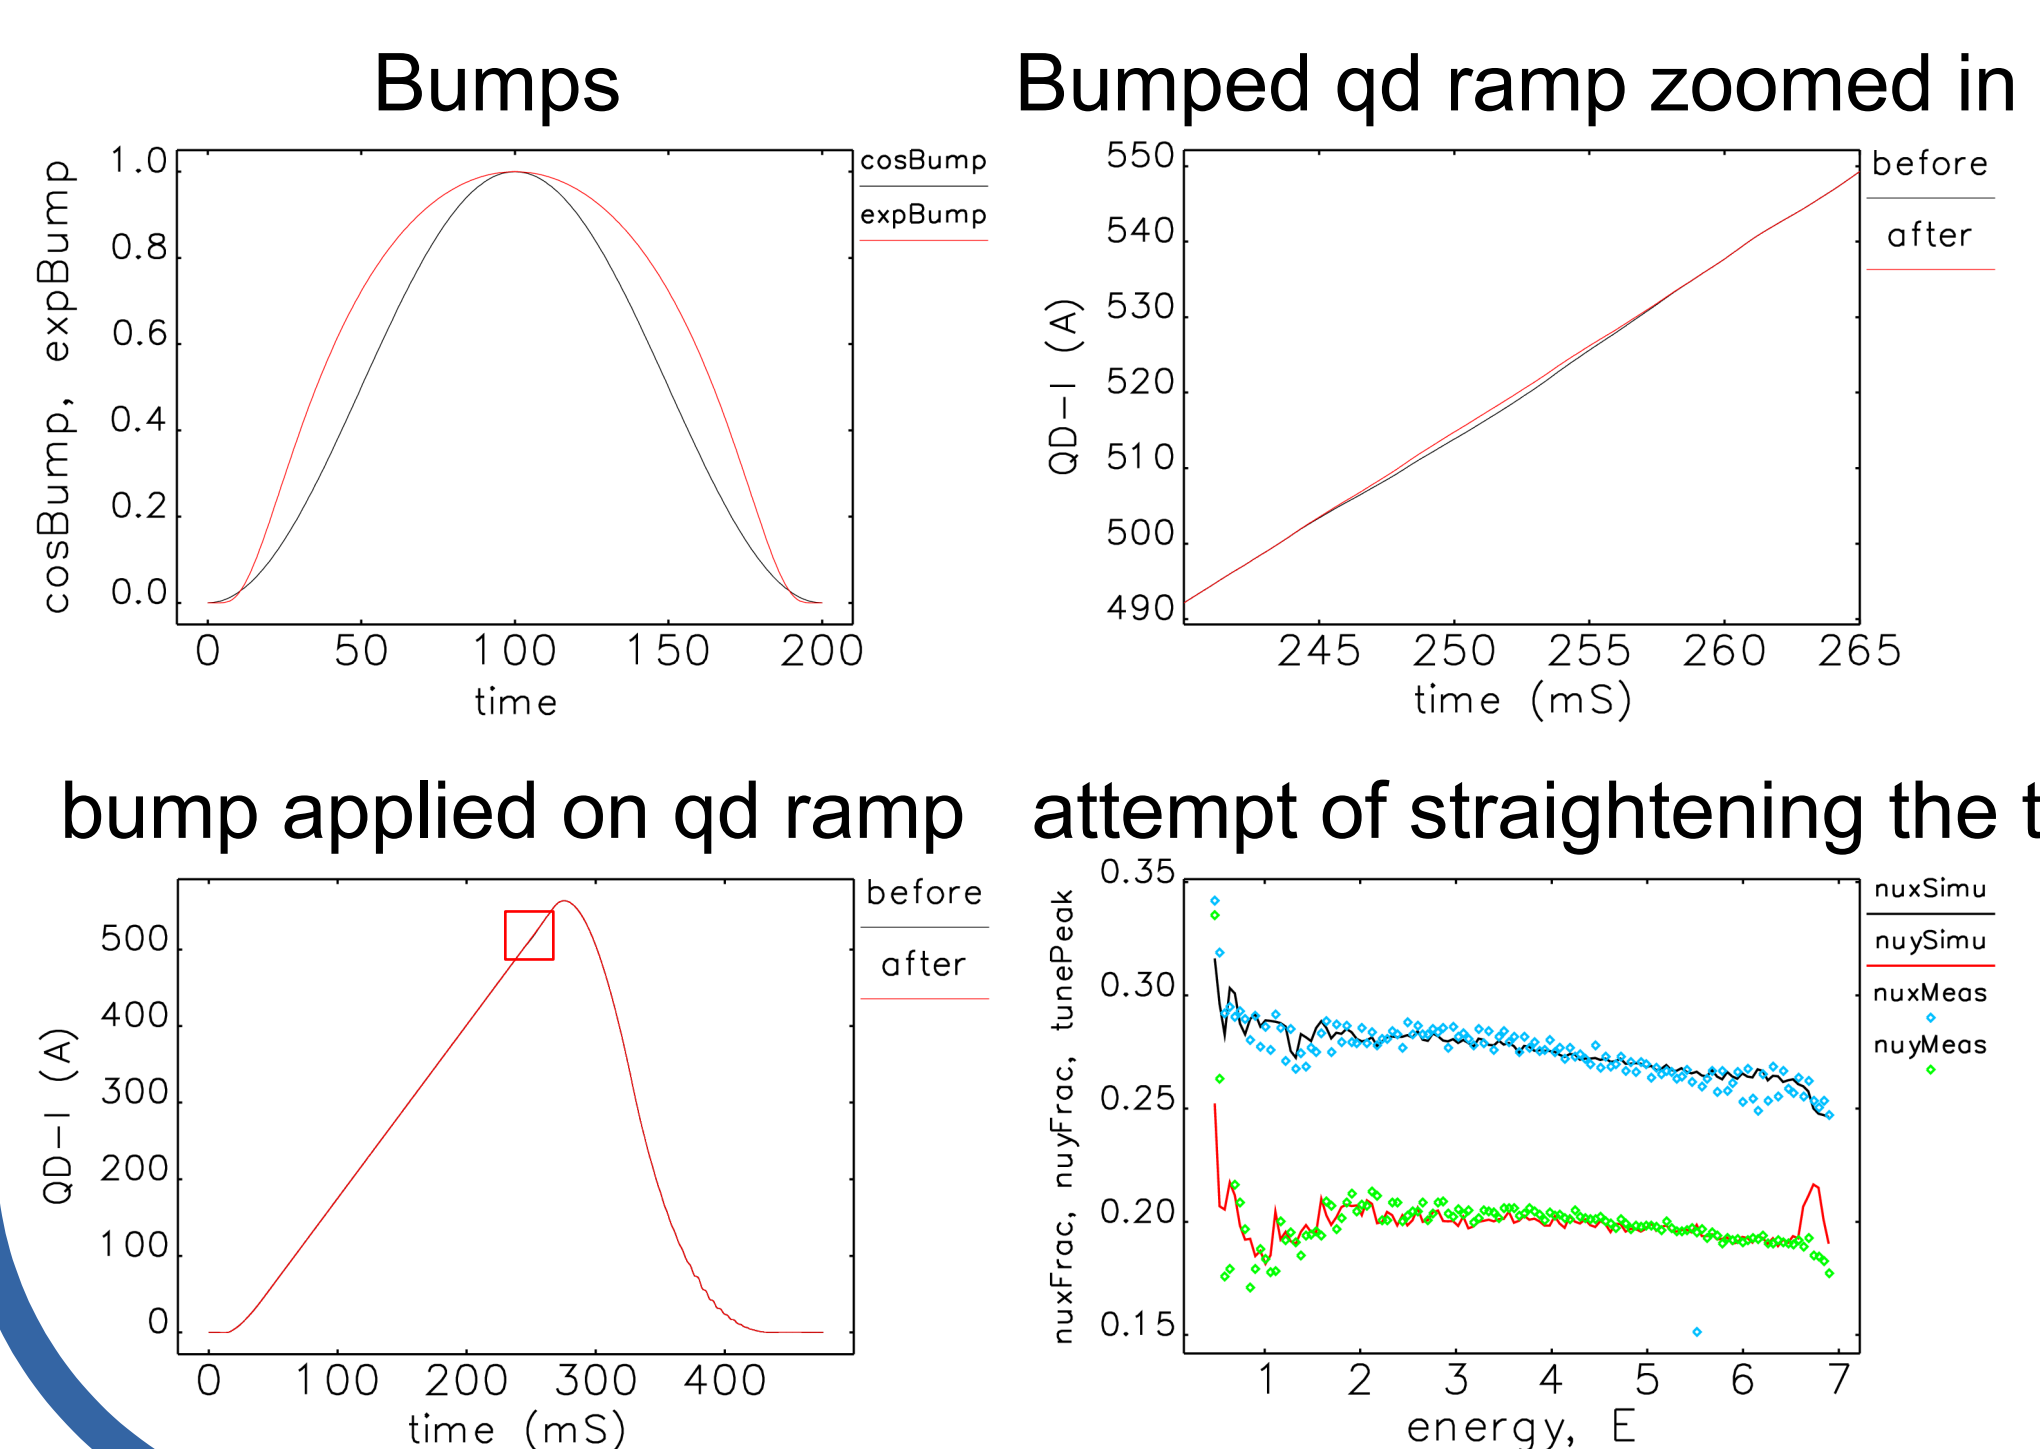 Bumps
cosBump, expBump
1.0
0.8
0.6
0.4
0.2
0.0
0 50 100 150 200
time
cosBump
expBump
Bumped qd ramp zoomed in
QD-I (A)
550
540
530
520
510
500
490
245 250 255 260 265
time (mS)
before
after
bump applied on qd ramp
QD-I (A)
500
400
300
200
100
0
0 100 200 300 400
time (mS)
before
after
attempt of straightening the t
nuxFrac, nuyFrac, tunePeak
0.35
0.30
0.25
0.20
0.15
1 2 3 4 5 6 7
energy, E
nuxSimu
nuySimu
nuxMeas
nuyMeas